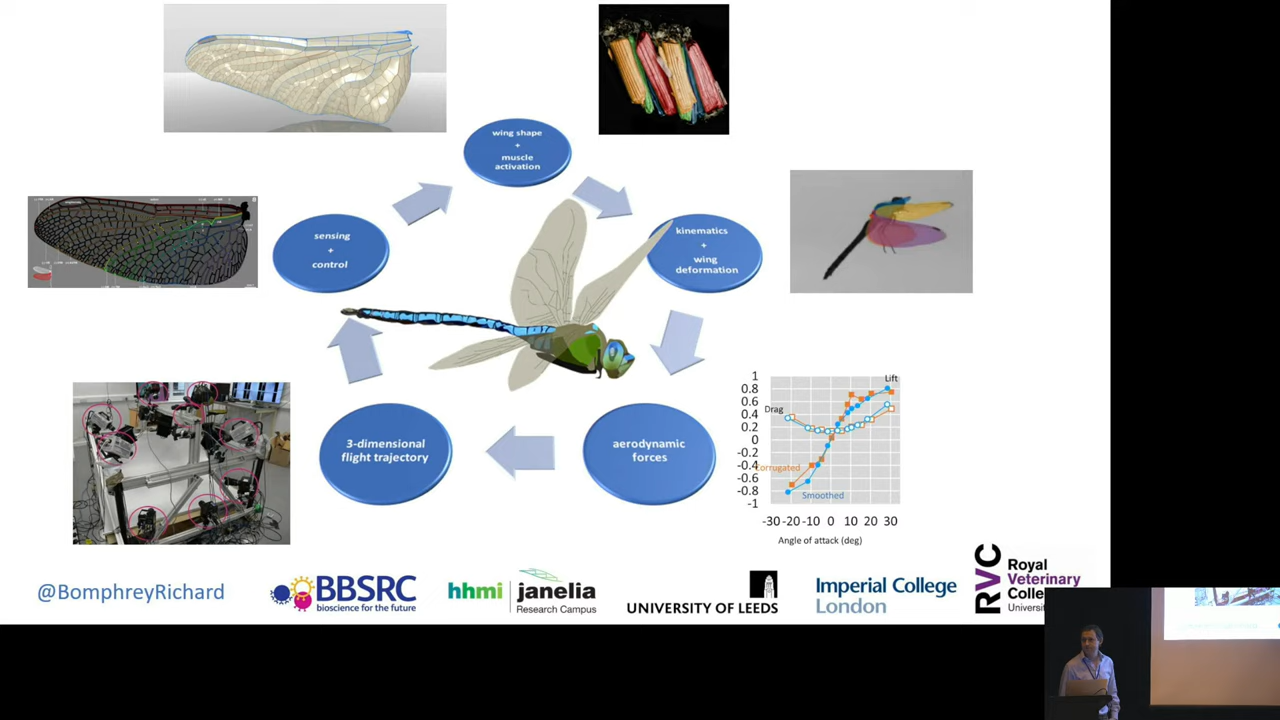 wing shape
+
muscle
activation
sensing
+
control
kinematics
+
wing
deformation
3-dimensional
flight trajectory
aerodynamic
forces
1
0.8
0.6
0.4
0.2
0
-0.2
-0.4
-0.6
-0.8
-1
Lift
Drag
Corrugated
Smoothed
-30 -20 -10 0 10 20 30
Angle of attack (deg)
@BomphreyRichard
BBSRC
bioscience for the future
hhmi janelia
Research Campus
UNIVERSITY OF LEEDS
Imperial College
London
RVC
Royal
Veterinary